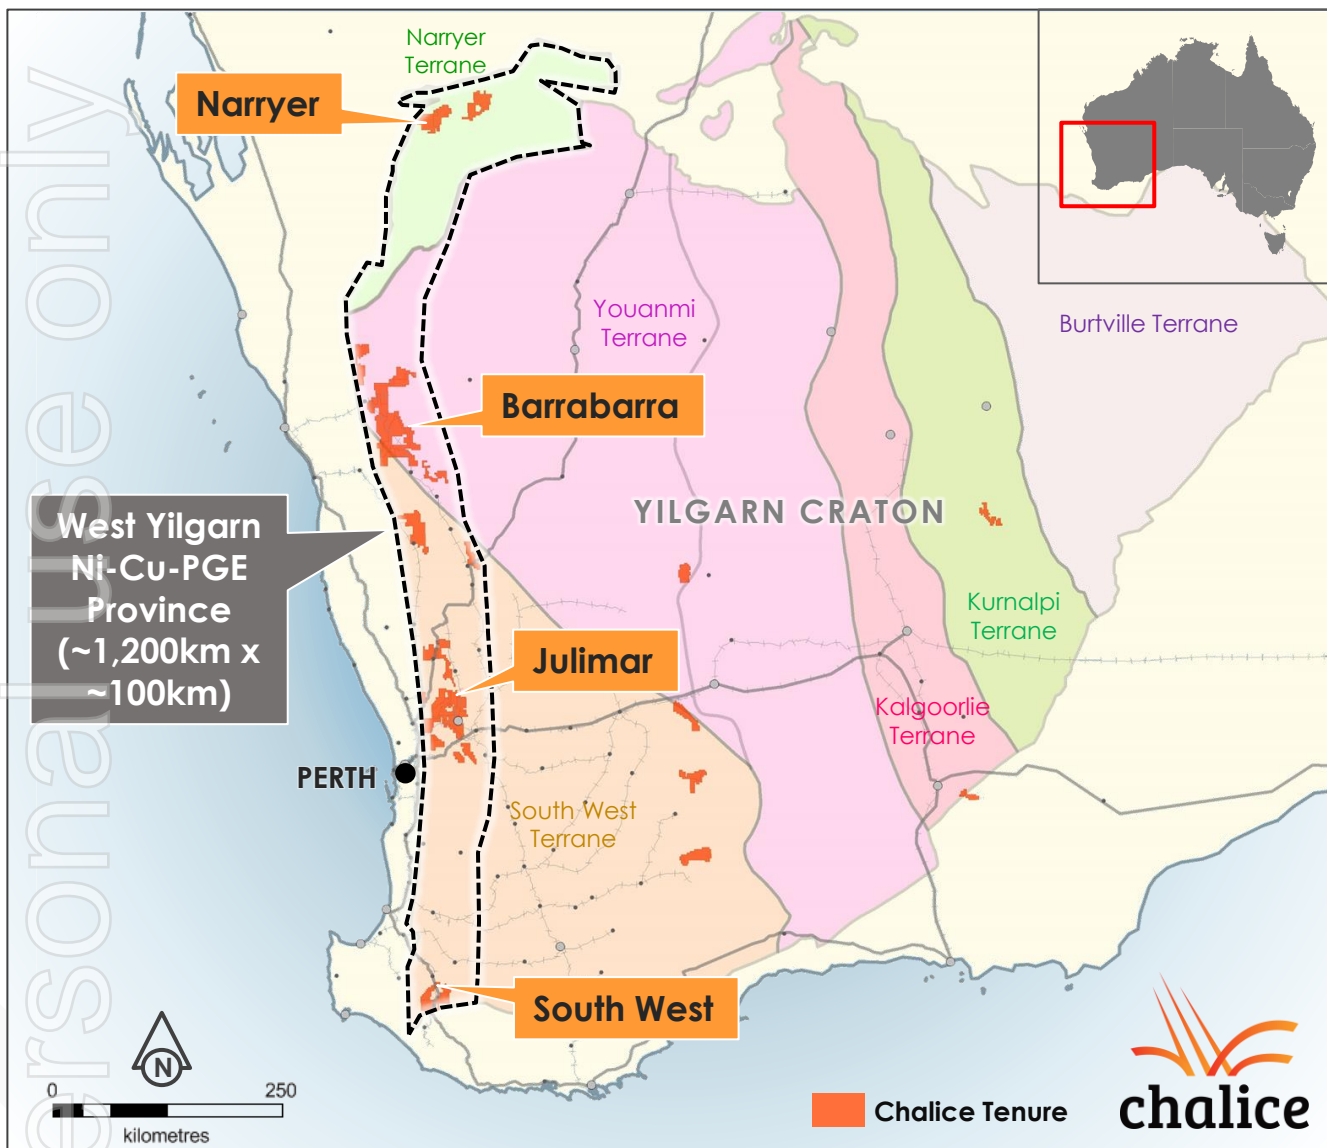 Narryer
Terrane
Narryer
Youanmi
Terrane
Burtville Terrane
Barrabarra
YILGARN CRATON
West Yilgarn
Ni-Cu-PGE
Province
(~1,200km x
~100km)
Kurnalpi
Terrane
Julimar
Kalgoorlie
Terrane
PERTH
South West
Terrane
South West
N
0 250
kilometres
Chalice Tenure
chalice
ersonal use only